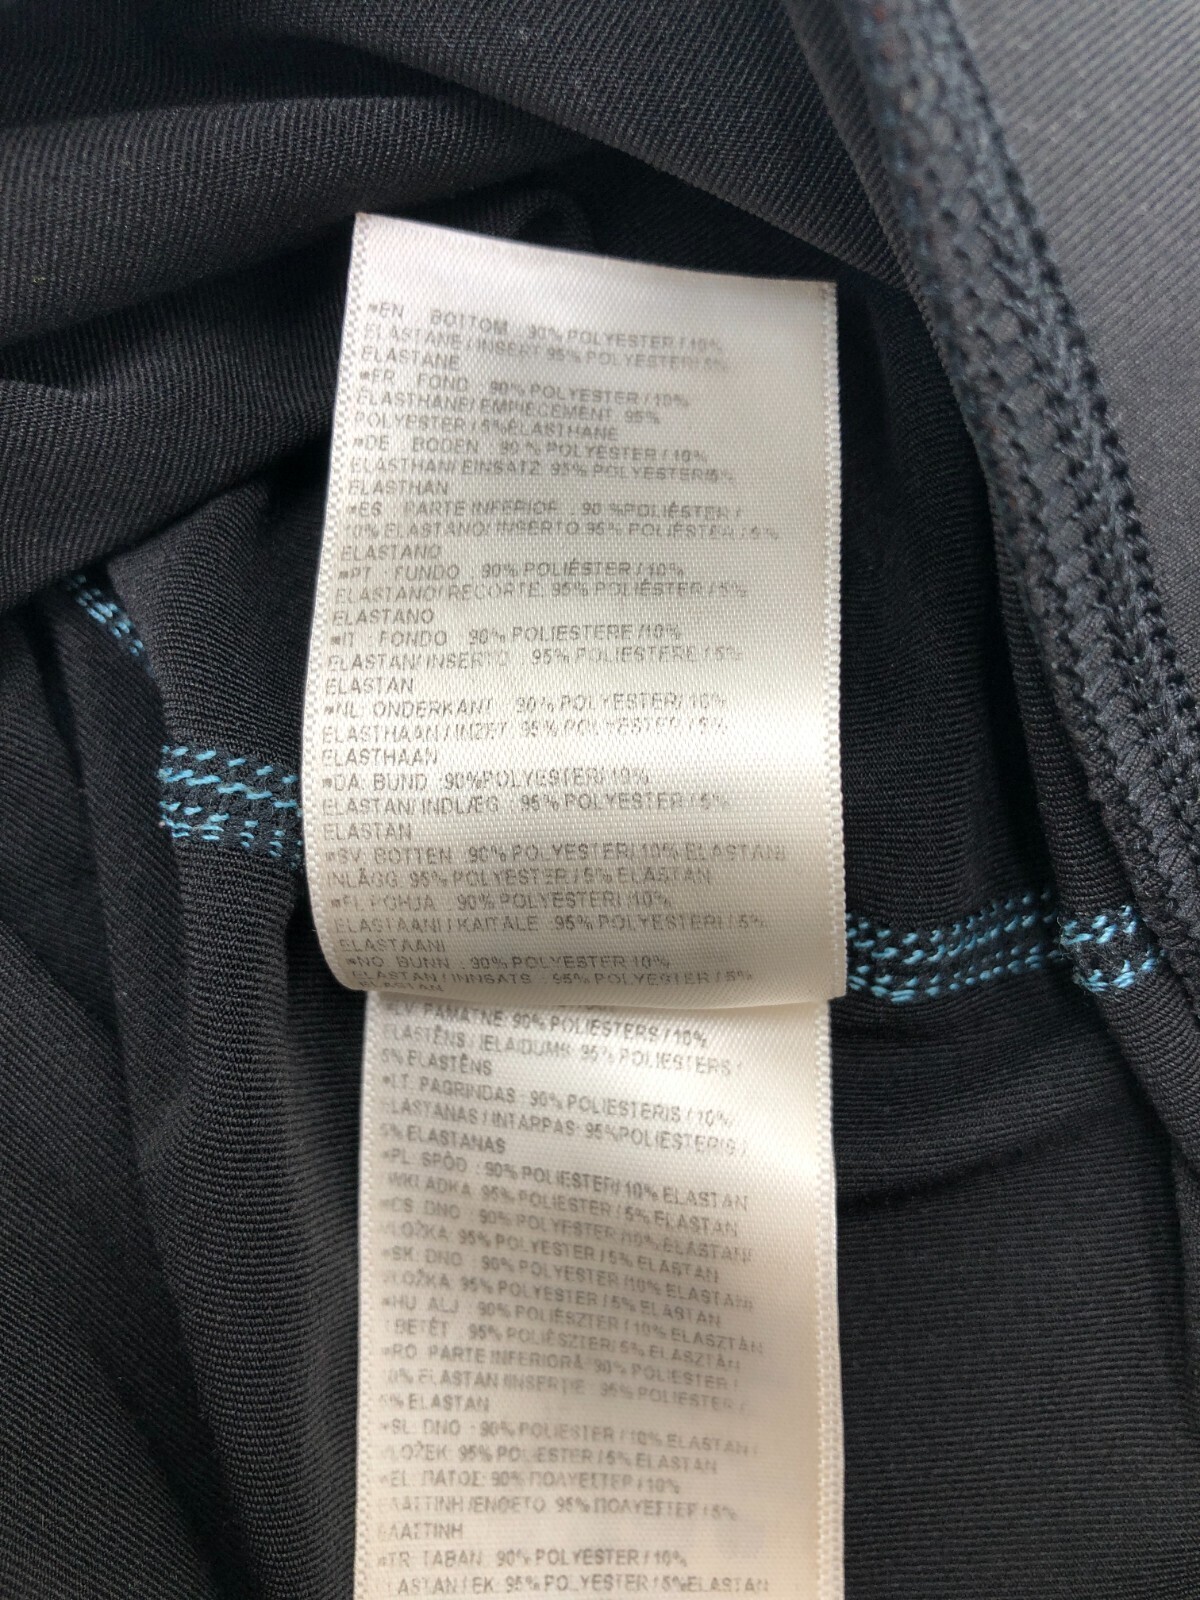 *EN BOTTOM : 90% POLYESTER / 10%
ELASTANE / INSERT 95% POLYESTER/ 5%
ELASTANE
*FR FOND : 90% POLYESTER / 10%
ELASTHANE/ EMPIECEMENT 95%
POLYESTER / 5% ÉLASTHANE
*DE BODEN : 90 % POLYESTER / 10%
ELASTHAN/ EINSATZ 95% POLYESTER/5%
ELASTHAN
*ES PARTE INFERIOR : 90 % POLIÉSTER /
10% ELASTANO/ INSERTO 95% POLIÉSTER / 5%
ELASTANO
*PT FUNDO : 90% POLIÉSTER / 10%
ELASTANO/ RECORTE: 95% POLIÉSTER / 5%
ELASTANO
*IT FONDO : 90% POLIESTERE /10%
ELASTAN/ INSERTO : 95% POLIESTERE / 5%
ELASTAN
*NL: ONDERKANT : 90% POLYESTER/ 10%
ELASTHAAN / INZET: 95% POLYESTER / 5%
ELASTHAAN
*DA: BUND :90%POLYESTER/ 10%
ELASTAN/ INDLÆG : 95% POLYESTER / 5%
ELASTAN
*SV: BOTTEN :90% POLYESTER/ 10% ELASTAN/
INLÄGG: 95% POLYESTER / 5% ELASTAN
*FI: POHJA : 90% POLYESTER / 10%
ELASTAANI / KAITALE :95% POLYESTERI / 5%
ELASTAANI
*NO BUNN : 90% POLYESTER / 10%
ELASTAN / INNSATS : 95% POLYESTER / 5%
ELASTAN
*LV PAMATNE: 90% POLIESTERS / 10%
ELASTĒNS / IELAIDUMS 95% POLIESTERS /
5% ELASTĒNS
*LT. PAGRINDAS : 90% POLIESTERIS / 10%
ELASTANAS / INTARPAS: 95%POLIESTERIS /
5% ELASTANAS
*PL SPÓD : 90% POLIESTER/ 10% ELASTAN
/WKŁADKA 95% POLIESTER / 5% ELASTAN
*CS. DNO : 90% POLYESTER /10% ELASTAN/
VLOŽKA: 95% POLYESTER / 5% ELASTAN
*SK: DNO : 90% POLYESTER /10% ELASTAN/
VLOŽKA 95% POLYESTER / 5% ELASTAN
*HU ALJ : 90% POLIÉSZTER / 10% ELASZTÁN
/ BETÉT 95% POLIÉSZTER/ 5% ELASZTÁN
*RO PARTE INFERIORĂ: 90% POLIESTER /
10% ELASTAN /INSERŢIE : 95% POLIESTER /
5% ELASTAN
*SL: DNO : 90% POLIESTER / 10% ELASTAN /
VLOŽEK 95% POLIESTER / 5% ELASTAN
*EL ΠΑΤΟΣ: 90% ΠΟΛΥΕΣΤΕΡ / 10%
ΕΛΑΣΤΙΝΗ /ΕΝΘΕΤΟ 95% ΠΟΛΥΕΣΤΕΡ / 5%
ΕΛΑΣΤΙΝΗ
*TR TABAN: 90% POLYESTER / 10%
ELASTAN / EK: 95% POLYESTER / 5%ELASTAN